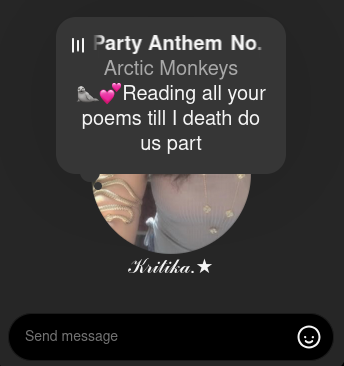 Party Anthem No.
Arctic Monkeys
🦭💕Reading all your
poems till I death do
us part
𝒦𝓇𝒾𝓉𝒾𝓀𝒶.★
Send message